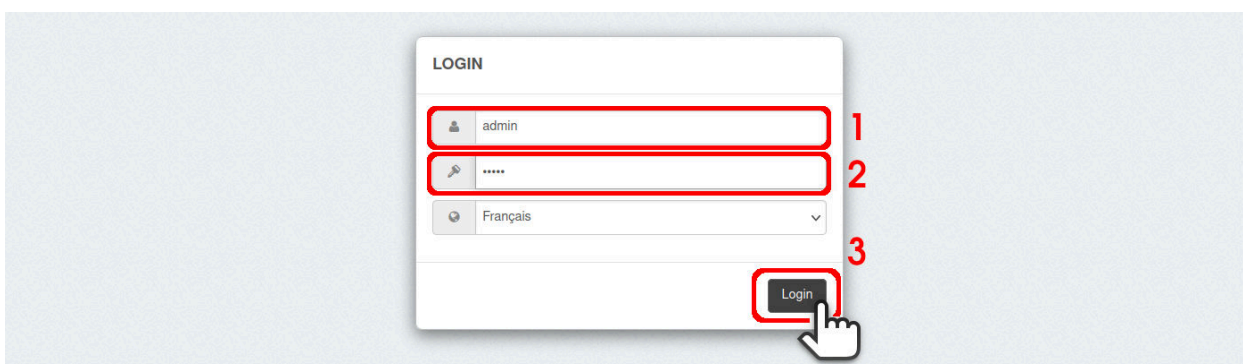 LOGIN
admin
1
•••••
2
Français
3
Login